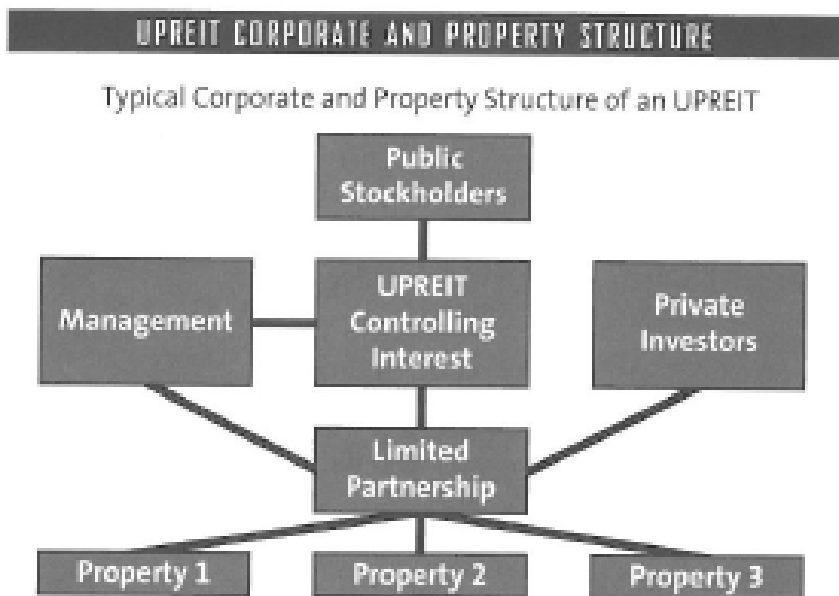 UPREIT CORPORATE AND PROPERTY STRUCTURE
Typical Corporate and Property Structure of an UPREIT
Public
Stockholders
Management
UPREIT
Controlling
Interest
Private
Investors
Limited
Partnership
Property 1
Property 2
Property 3